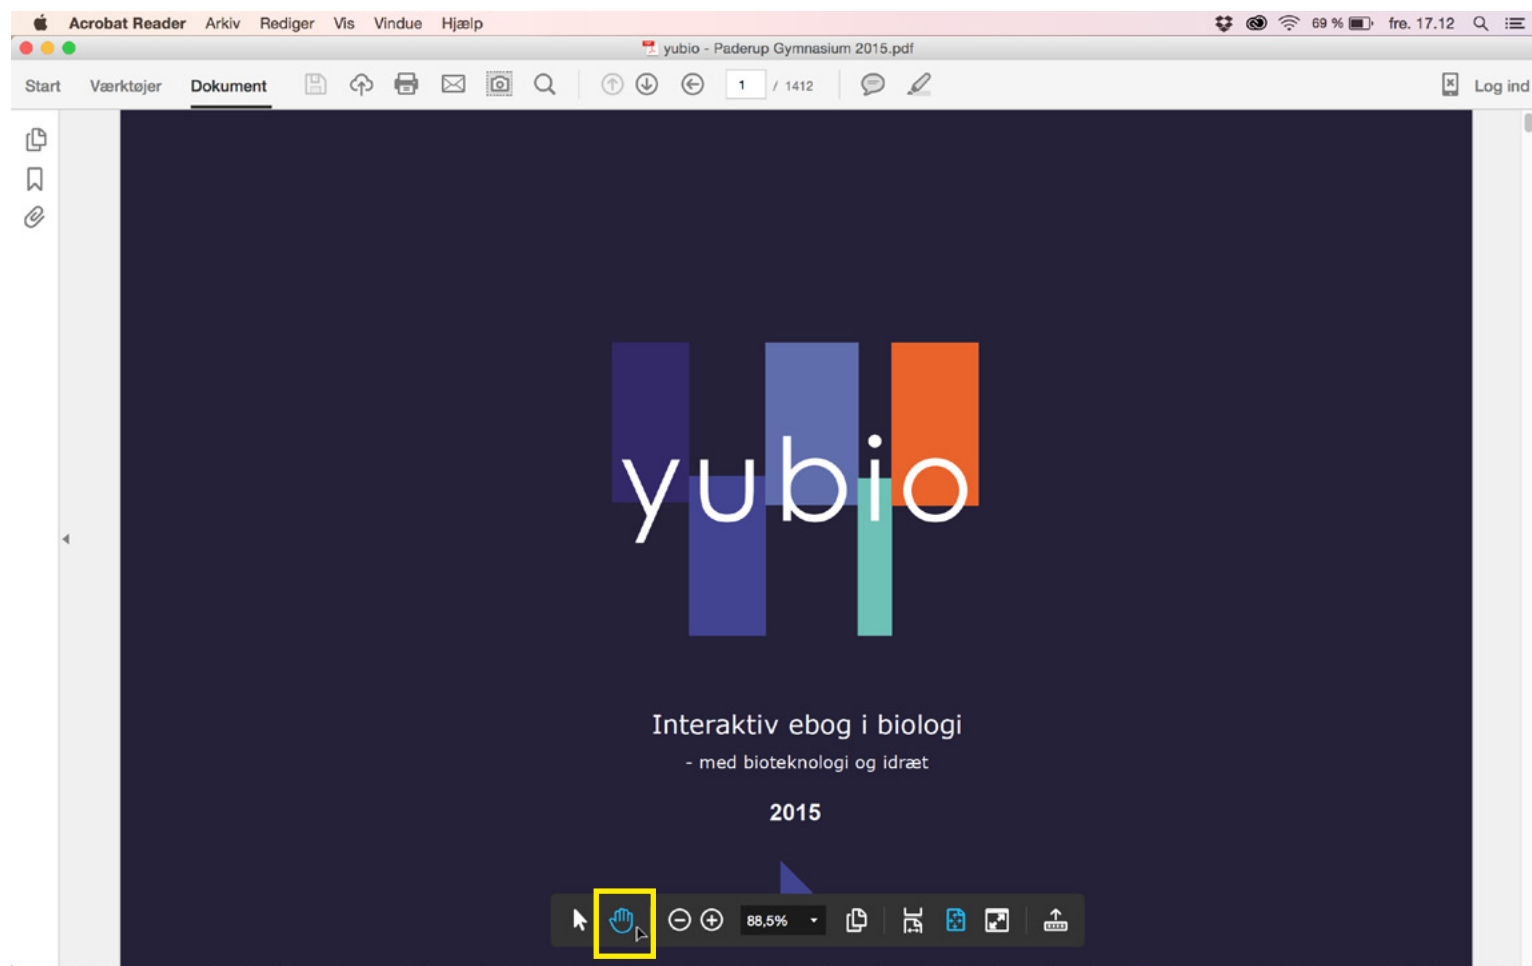 Acrobat Reader Arkiv Rediger Vis Vindue Hjælp 69 % fre. 17.12
yubio - Paderup Gymnasium 2015.pdf
Start Værktøjer Dokument 1 / 1412 Log ind
yubio
Interaktiv ebog i biologi
- med bioteknologi og idræt
2015
88,5%